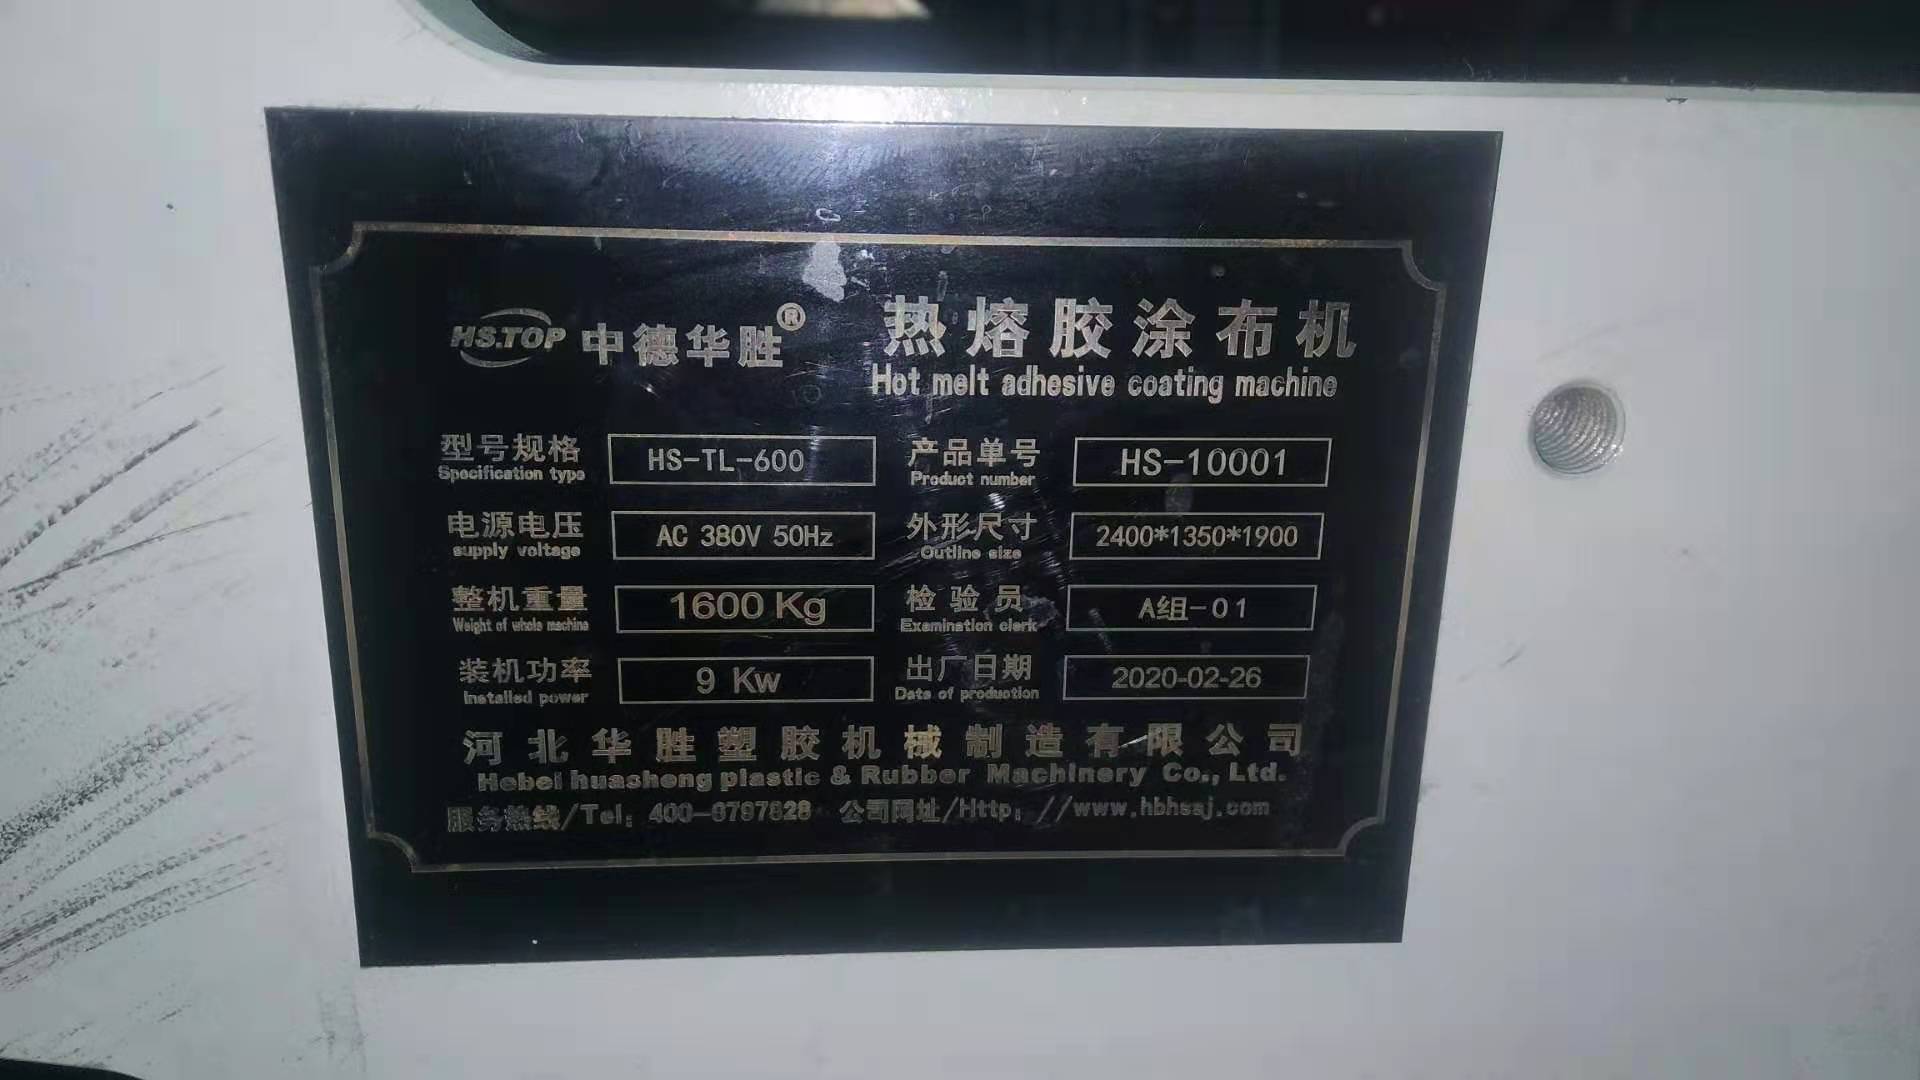 HS.TOP 中德华胜® 热熔胶涂布机
Hot melt adhesive coating machine
型号规格 HS-TL-600 产品单号 HS-10001
Specification type Product number
电源电压 AC 380V 50Hz 外形尺寸 2400*1350*1900
supply voltage Outline size
整机重量 1600 Kg 检验员 A组-01
Weight of whole machine Examination clerk
装机功率 9 Kw 出厂日期 2020-02-26
Installed power Date of production
河北华胜塑胶机械制造有限公司
Hebei huasheng plastic & Rubber Machinery Co., Ltd.
服务热线/Tel: 400-0797828 公司网址/Http: //www.hbhssj.com